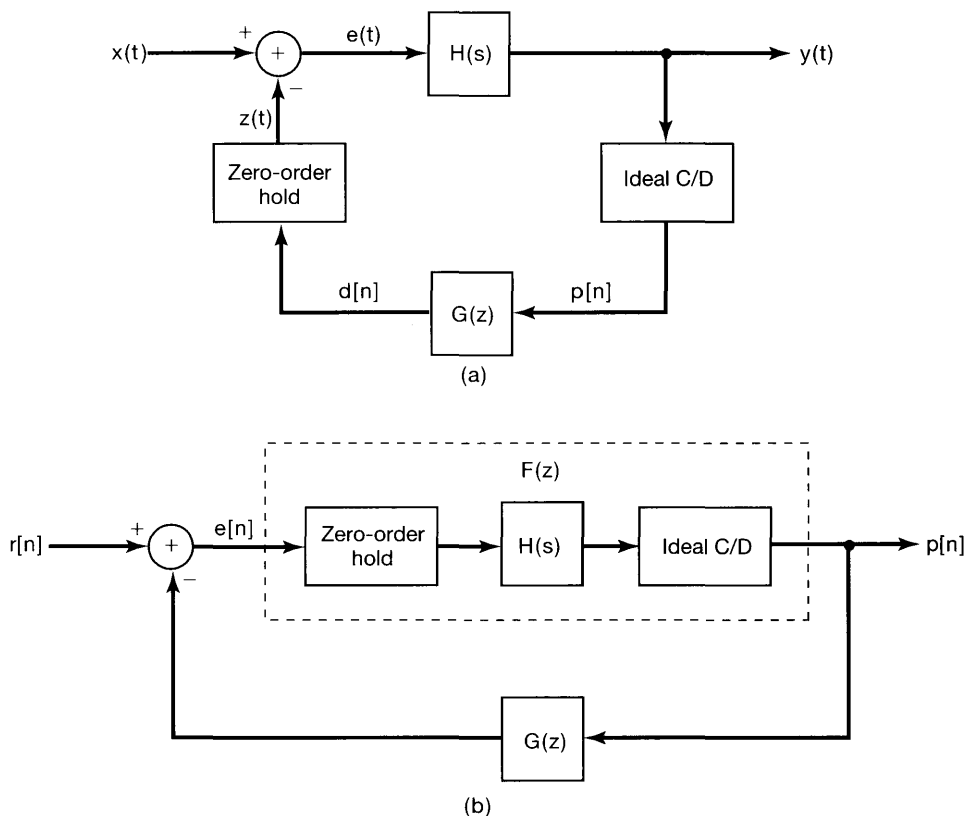 x(t)
+
+
−
e(t)
H(s)
y(t)
z(t)
Zero-order
hold
Ideal C/D
d[n]
G(z)
p[n]
(a)
F(z)
r[n]
+
+
−
e[n]
Zero-order
hold
H(s)
Ideal C/D
p[n]
G(z)
(b)